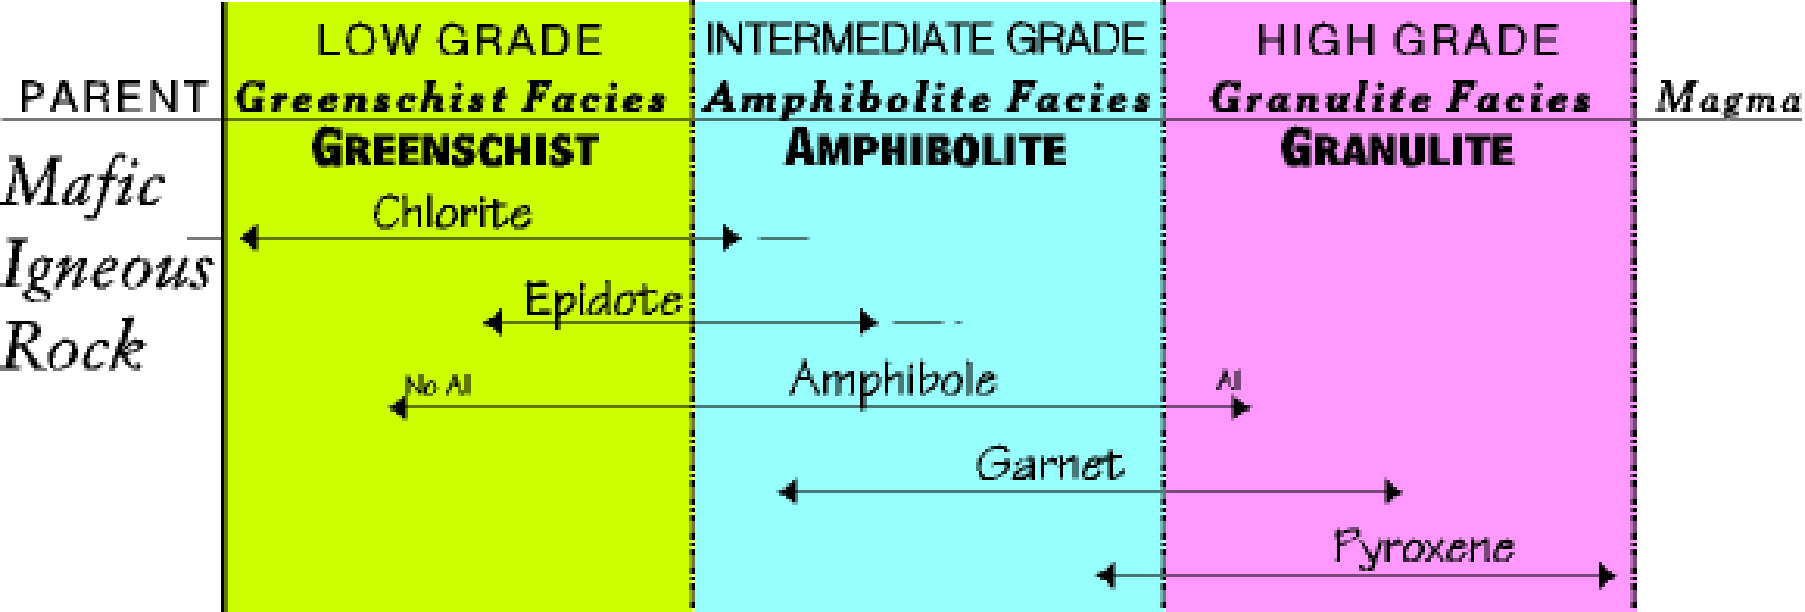 LOW GRADE
INTERMEDIATE GRADE
HIGH GRADE
PARENT
Greenschist Facies
Amphibolite Facies
Granulite Facies
Magma
GREENSCHIST
AMPHIBOLITE
GRANULITE
Mafic
Igneous
Rock
Chlorite
Epidote
No Al
Amphibole
Al
Garnet
Pyroxene